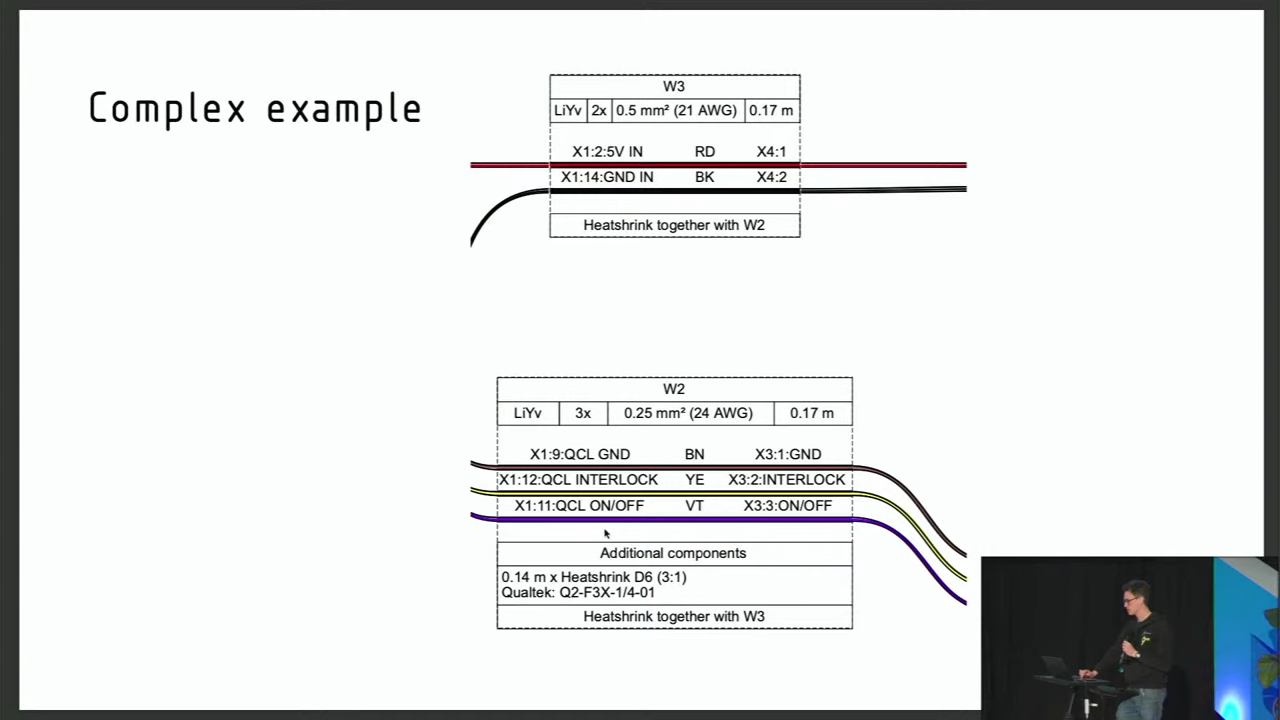 Complex example
W3
LiYv 2x 0.5 mm² (21 AWG) 0.17 m
X1:2:5V IN RD X4:1
X1:14:GND IN BK X4:2
Heatshrink together with W2
W2
LiYv 3x 0.25 mm² (24 AWG) 0.17 m
X1:9:QCL GND BN X3:1:GND
X1:12:QCL INTERLOCK YE X3:2:INTERLOCK
X1:11:QCL ON/OFF VT X3:3:ON/OFF
Additional components
0.14 m x Heatshrink D6 (3:1)
Qualtek: Q2-F3X-1/4-01
Heatshrink together with W3